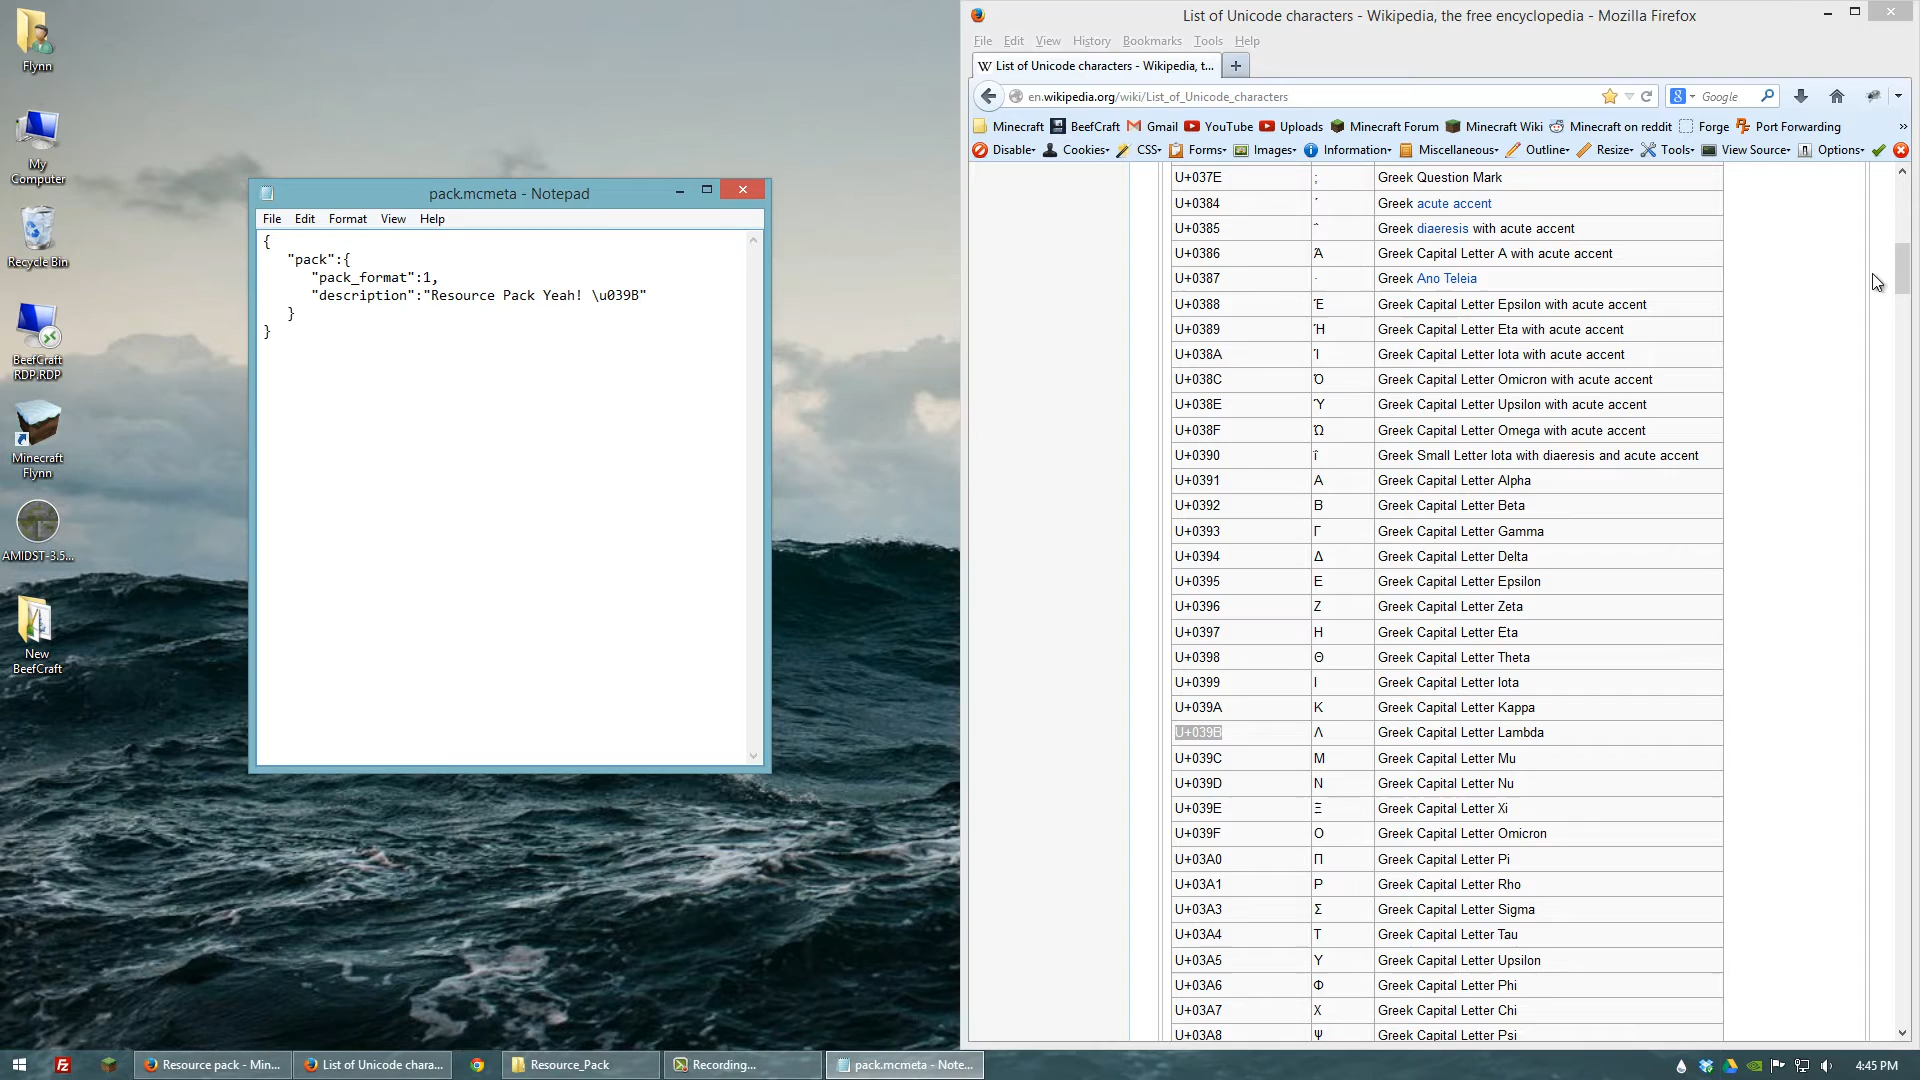 Flynn
My
Computer
Recycle Bin
BeefCraft
RDP.RDP
Minecraft
Flynn
AMIDST-3.5...
New
BeefCraft
pack.mcmeta - Notepad
File Edit Format View Help
{
"pack":{
"pack_format":1,
"description":"Resource Pack Yeah! \u039B"
}
}
List of Unicode characters - Wikipedia, the free encyclopedia - Mozilla Firefox
File Edit View History Bookmarks Tools Help
W List of Unicode characters - Wikipedia, t...
en.wikipedia.org/wiki/List_of_Unicode_characters
Google
Minecraft BeefCraft Gmail YouTube Uploads Minecraft Forum Minecraft Wiki Minecraft on reddit Forge Port Forwarding
Disable Cookies CSS Forms Images Information Miscellaneous Outline Resize Tools View Source Options
U+037E ; Greek Question Mark
U+0384 ΄ Greek acute accent
U+0385 ΅ Greek diaeresis with acute accent
U+0386 Ά Greek Capital Letter A with acute accent
U+0387 · Greek Ano Teleia
U+0388 Έ Greek Capital Letter Epsilon with acute accent
U+0389 Ή Greek Capital Letter Eta with acute accent
U+038A Ί Greek Capital Letter Iota with acute accent
U+038C Ό Greek Capital Letter Omicron with acute accent
U+038E Ύ Greek Capital Letter Upsilon with acute accent
U+038F Ώ Greek Capital Letter Omega with acute accent
U+0390 ΐ Greek Small Letter Iota with diaeresis and acute accent
U+0391 Α Greek Capital Letter Alpha
U+0392 Β Greek Capital Letter Beta
U+0393 Γ Greek Capital Letter Gamma
U+0394 Δ Greek Capital Letter Delta
U+0395 Ε Greek Capital Letter Epsilon
U+0396 Ζ Greek Capital Letter Zeta
U+0397 Η Greek Capital Letter Eta
U+0398 Θ Greek Capital Letter Theta
U+0399 Ι Greek Capital Letter Iota
U+039A Κ Greek Capital Letter Kappa
U+039B Λ Greek Capital Letter Lambda
U+039C Μ Greek Capital Letter Mu
U+039D Ν Greek Capital Letter Nu
U+039E Ξ Greek Capital Letter Xi
U+039F Ο Greek Capital Letter Omicron
U+03A0 Π Greek Capital Letter Pi
U+03A1 Ρ Greek Capital Letter Rho
U+03A3 Σ Greek Capital Letter Sigma
U+03A4 Τ Greek Capital Letter Tau
U+03A5 Υ Greek Capital Letter Upsilon
U+03A6 Φ Greek Capital Letter Phi
U+03A7 Χ Greek Capital Letter Chi
U+03A8 Ψ Greek Capital Letter Psi
Resource pack - Min... List of Unicode chara... Resource_Pack Recording... pack.mcmeta - Note... 4:45 PM